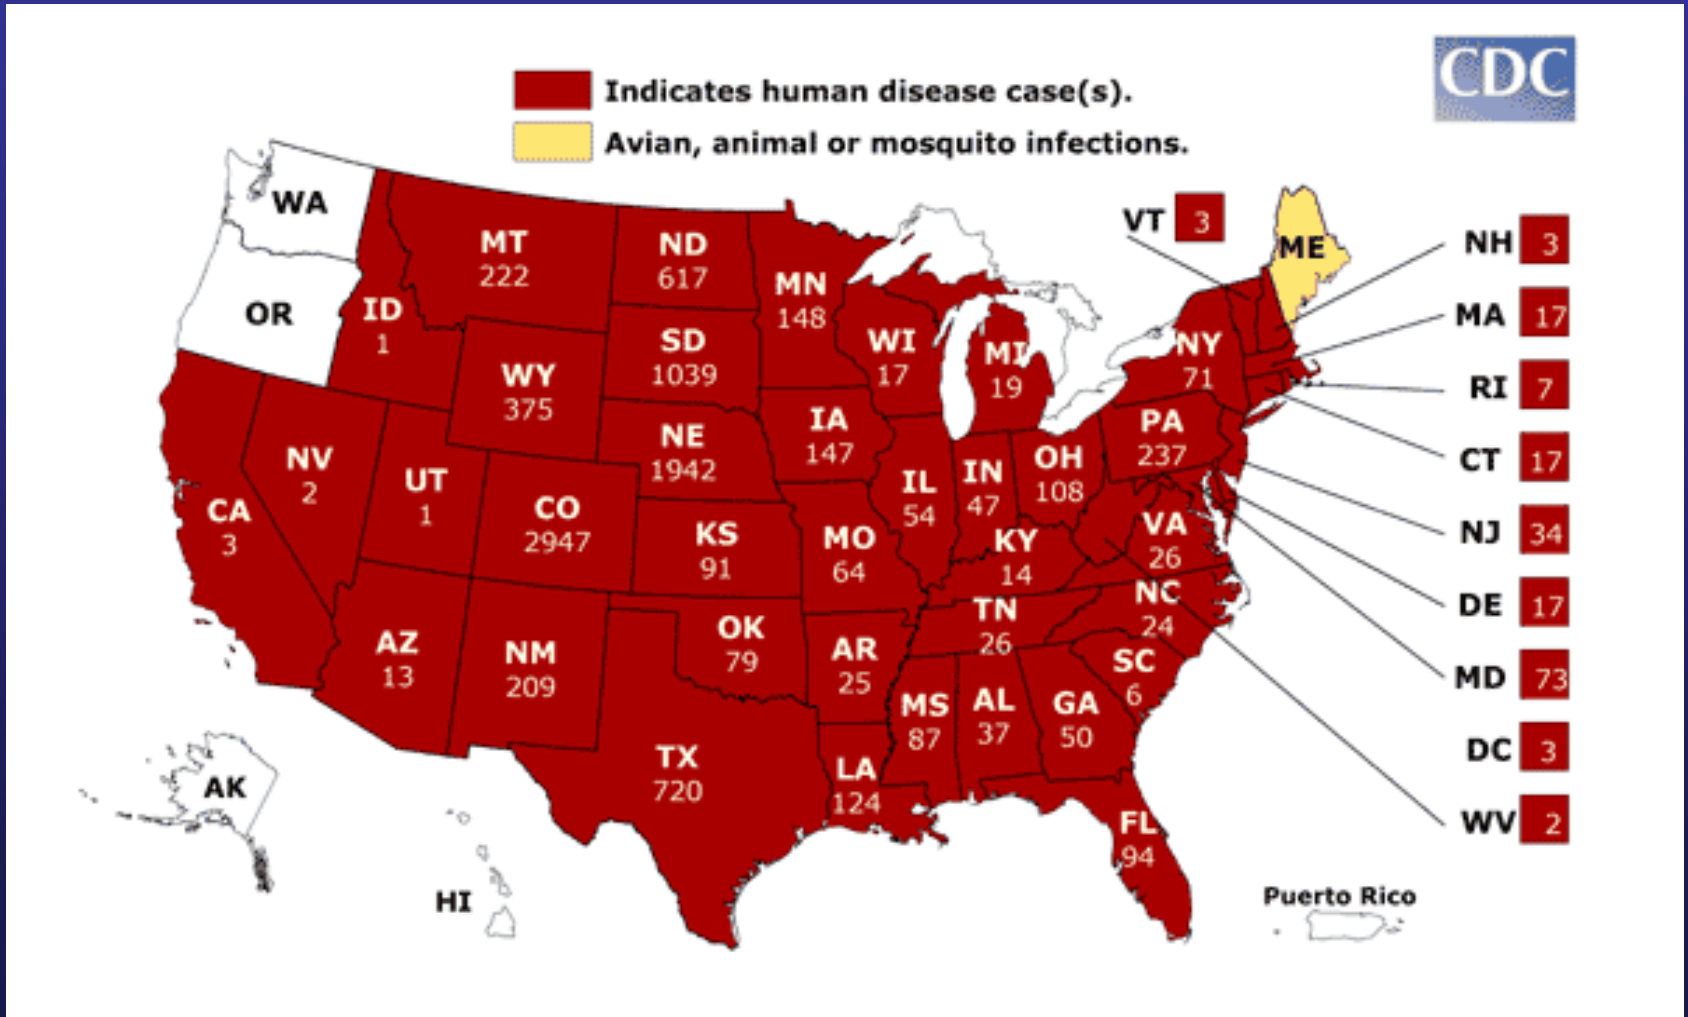 CDC
Indicates human disease case(s).
Avian, animal or mosquito infections.
WA
OR
ID
1
MT
222
ND
617
MN
148
WI
17
MI
19
SD
1039
WY
375
NE
1942
IA
147
NV
2
UT
1
CO
2947
CA
3
KS
91
MO
64
IL
54
IN
47
OH
108
PA
237
NY
71
KY
14
VA
26
NC
24
TN
26
SC
6
AZ
13
NM
209
OK
79
AR
25
TX
720
LA
124
MS
87
AL
37
GA
50
FL
94
AK
HI
Puerto Rico
VT 3
ME
NH 3
MA 17
RI 7
CT 17
NJ 34
DE 17
MD 73
DC 3
WV 2